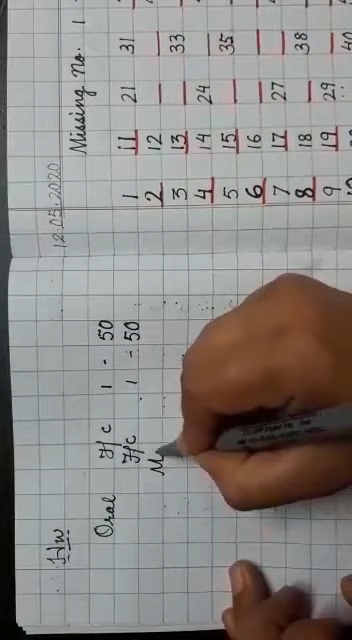 12.05.2020
Missing no. 1
1 11 21 31
2 12 _ _
3 13 _ 33
4 14 24 _
5 15 _ 35
6 16 _ _
7 17 27 _
8 18 _ 38
9 19 29 _
40
Hw
Oral F/c 1 - 50
F/c 1 - 50
M